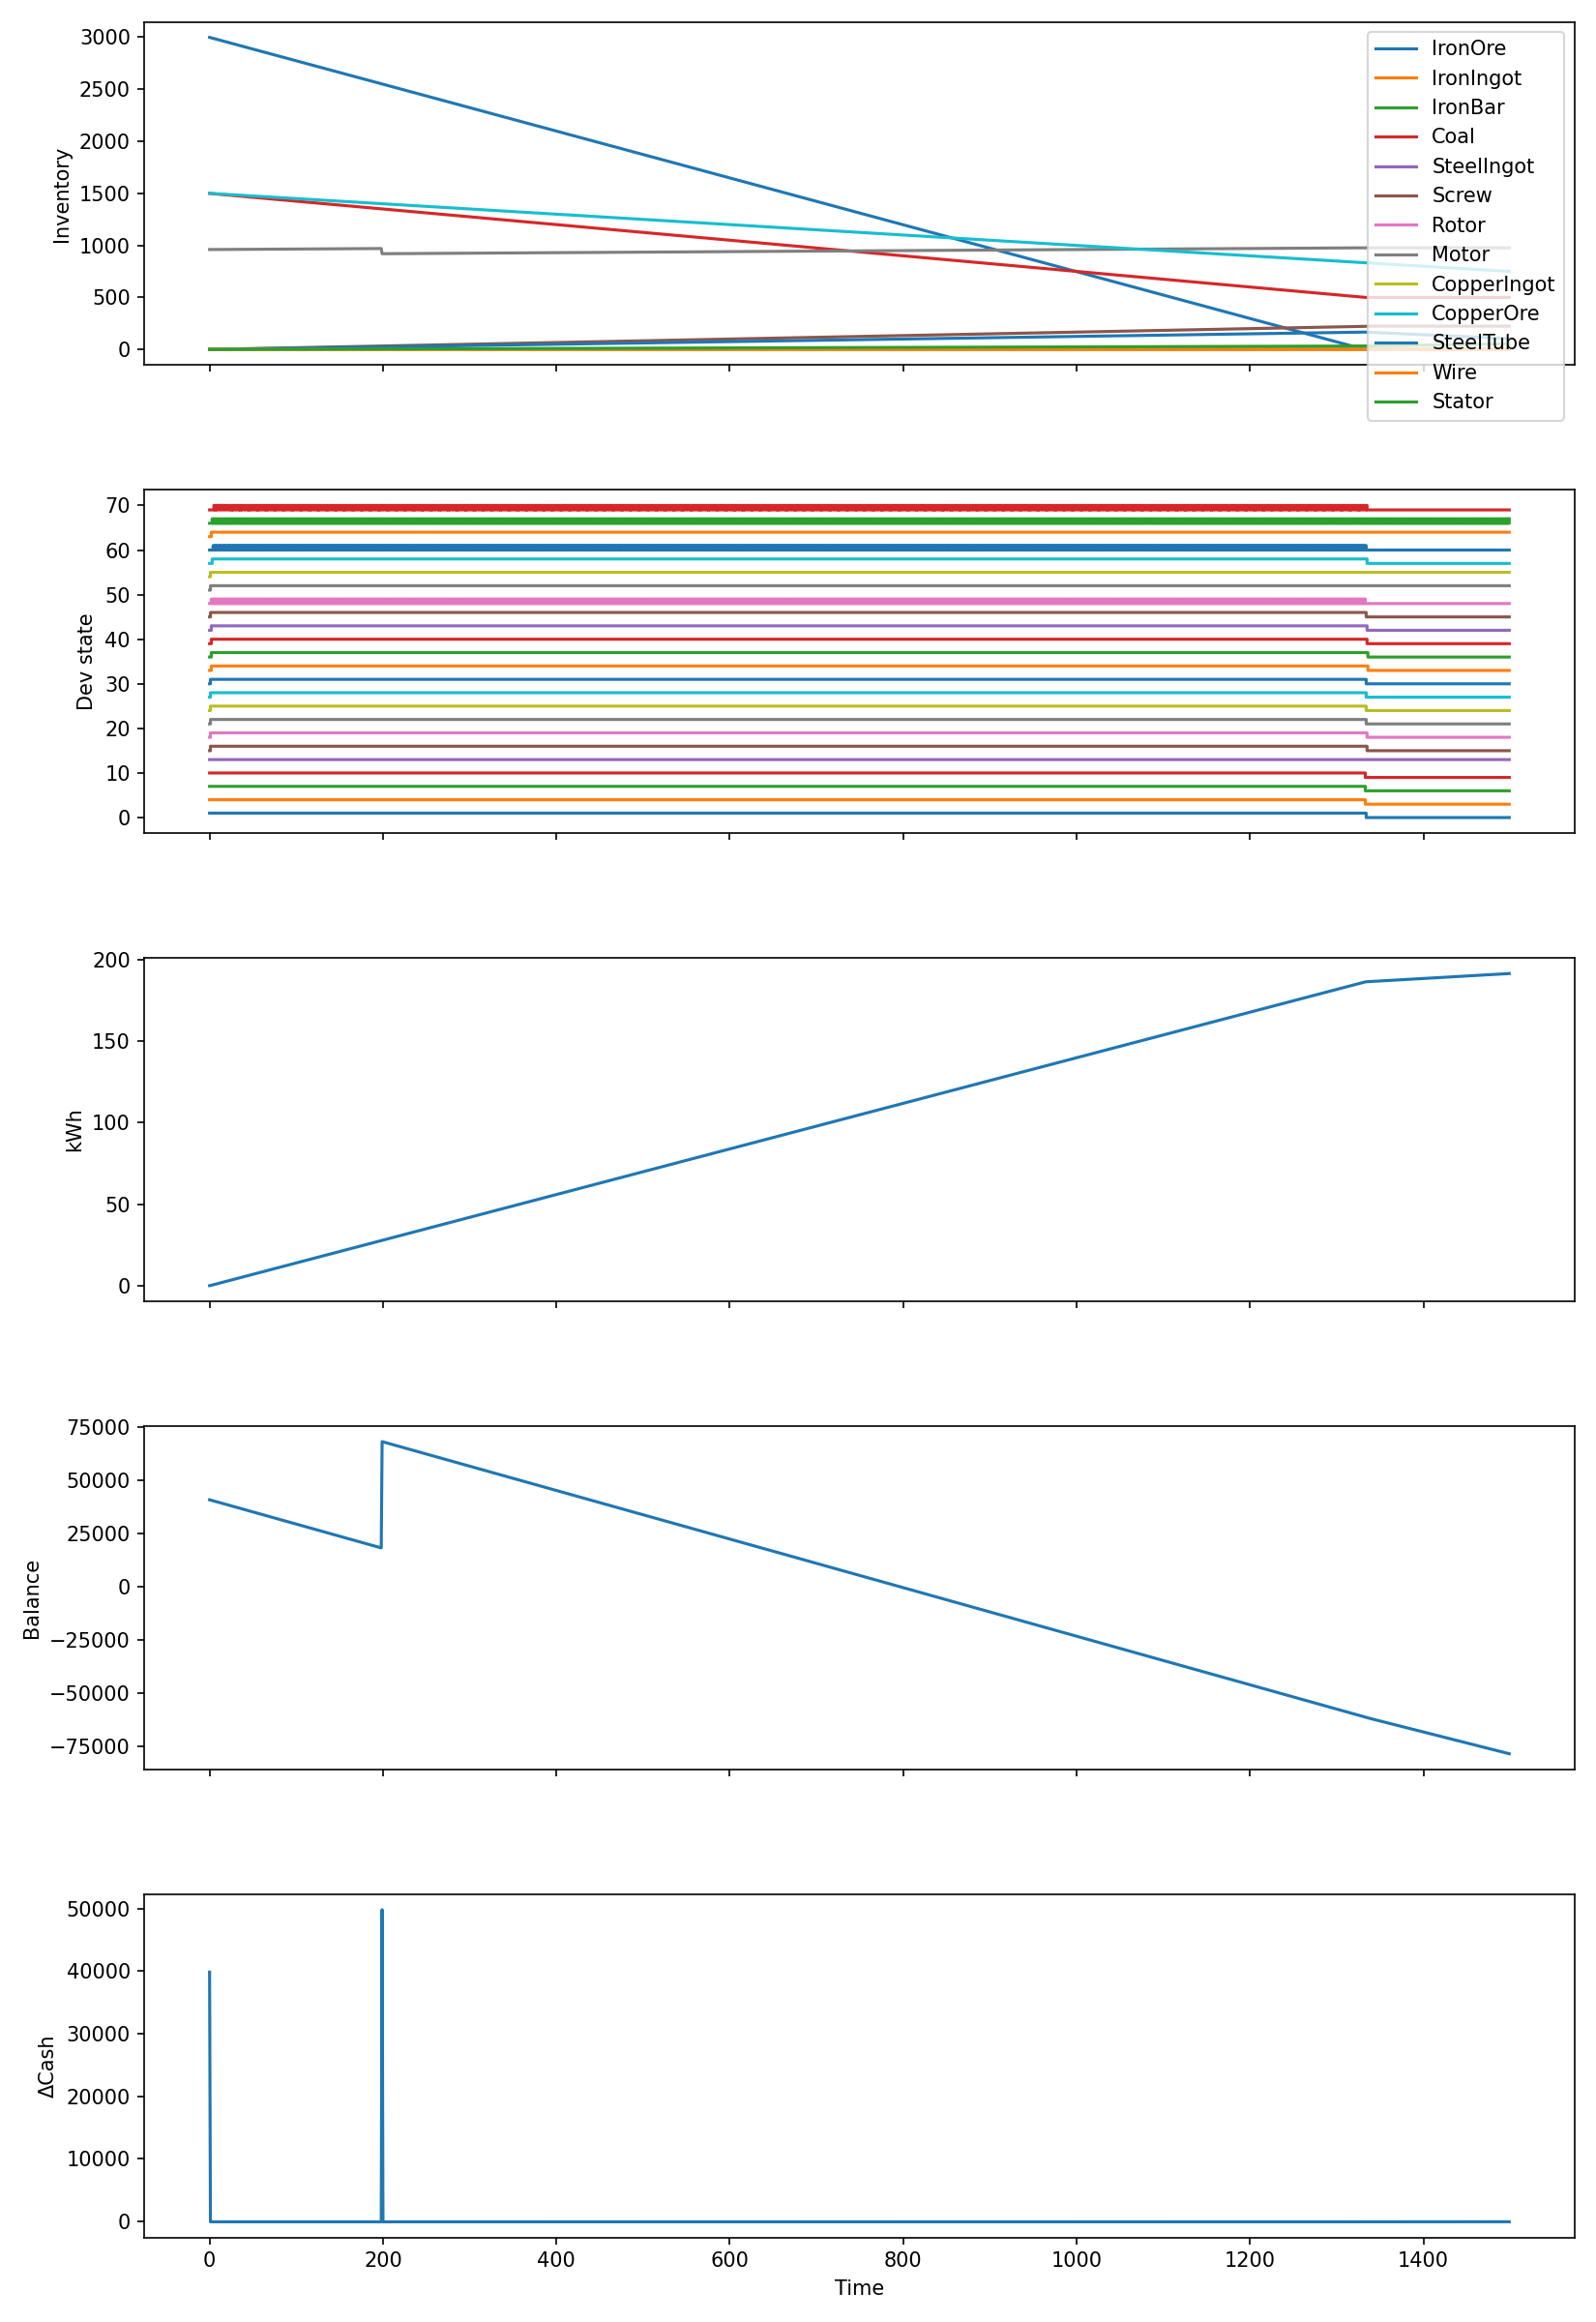 3000
2500
2000
1500
1000
500
0
Inventory
IronOre
IronIngot
IronBar
Coal
SteelIngot
Screw
Rotor
Motor
CopperIngot
CopperOre
SteelTube
Wire
Stator
70
60
50
40
30
20
10
0
Dev state
200
150
100
50
0
kWh
75000
50000
25000
0
−25000
−50000
−75000
Balance
50000
40000
30000
20000
10000
0
ΔCash
0 200 400 600 800 1000 1200 1400
Time